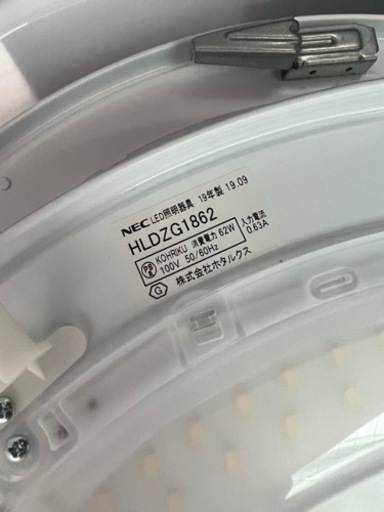 NEC LED照明器具 19年製 19.09
HLDZG1862
PSE KOHRIKU 消費電力 62W 入力電流
100V 50/60Hz 0.63A
G 株式会社ホタルクス